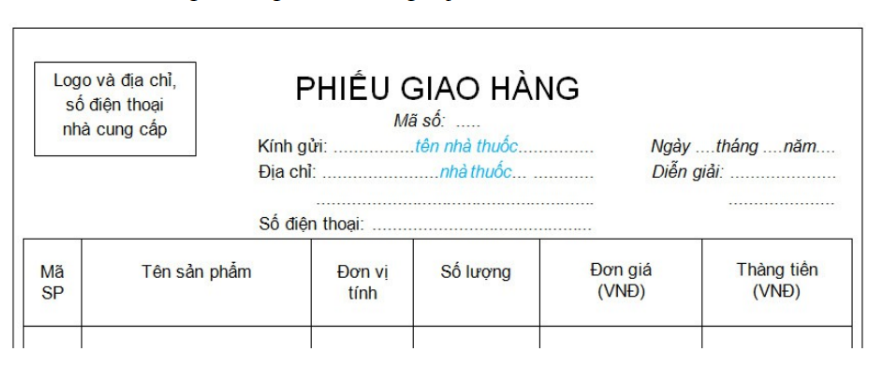 Logo và địa chỉ,
số điện thoại
nhà cung cấp
PHIẾU GIAO HÀNG
Mã số: .....
Kính gửi: ...............tên nhà thuốc............... Ngày ....tháng ....năm....
Địa chỉ: ......................nhà thuốc... ........... Diễn giải: .....................
Số điện thoại: ..........................................
Mã SP
Tên sản phẩm
Đơn vị tính
Số lượng
Đơn giá (VNĐ)
Thàng tiền (VNĐ)